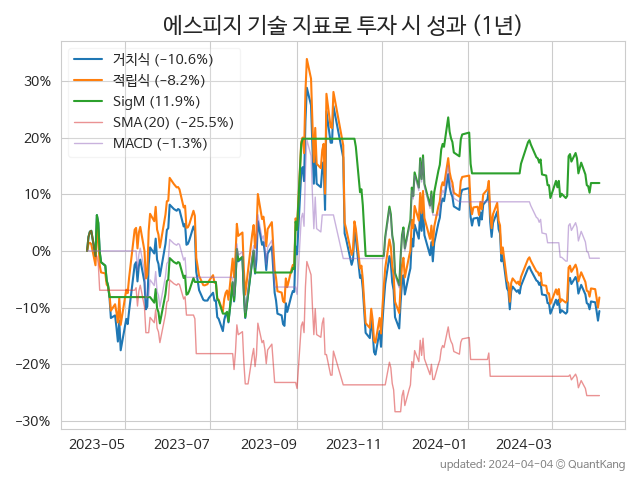 에스피지 기술 지표로 투자 시 성과 (1년)
거치식 (−10.6%)
적립식 (−8.2%)
SigM (11.9%)
SMA(20) (−25.5%)
MACD (−1.3%)
30%
20%
10%
0%
−10%
−20%
−30%
2023-05 2023-07 2023-09 2023-11 2024-01 2024-03
updated: 2024-04-04 © QuantKang